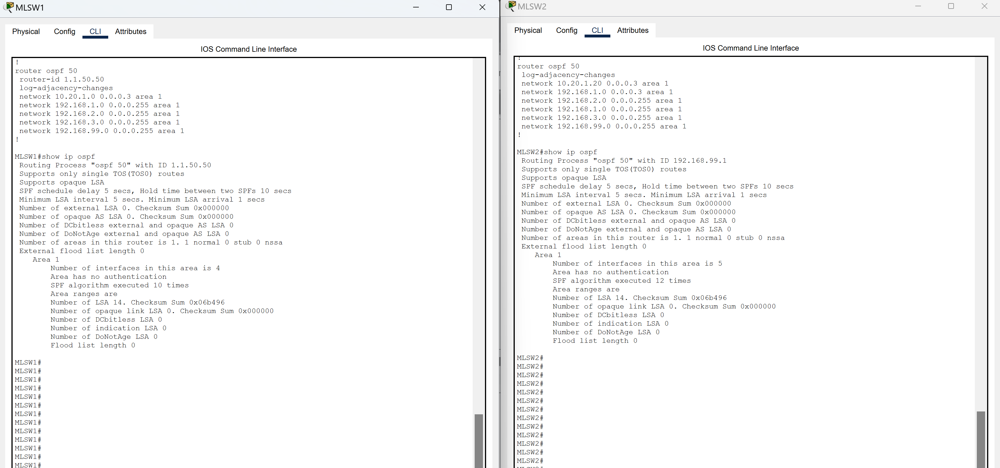 MLSW1
Physical Config CLI Attributes
IOS Command Line Interface
!
router ospf 50
router-id 1.1.50.50
log-adjacency-changes
network 10.20.1.0 0.0.0.3 area 1
network 192.168.1.0 0.0.0.255 area 1
network 192.168.2.0 0.0.0.255 area 1
network 192.168.3.0 0.0.0.255 area 1
network 192.168.99.0 0.0.0.255 area 1
!
MLSW1#show ip ospf
Routing Process "ospf 50" with ID 1.1.50.50
Supports only single TOS(TOS0) routes
Supports opaque LSA
SPF schedule delay 5 secs, Hold time between two SPFs 10 secs
Minimum LSA interval 5 secs. Minimum LSA arrival 1 secs
Number of external LSA 0. Checksum Sum 0x000000
Number of opaque AS LSA 0. Checksum Sum 0x000000
Number of DCbitless external and opaque AS LSA 0
Number of DoNotAge external and opaque AS LSA 0
Number of areas in this router is 1. 1 normal 0 stub 0 nssa
External flood list length 0
Area 1
Number of interfaces in this area is 4
Area has no authentication
SPF algorithm executed 10 times
Area ranges are
Number of LSA 14. Checksum Sum 0x06b496
Number of opaque link LSA 0. Checksum Sum 0x000000
Number of DCbitless LSA 0
Number of indication LSA 0
Number of DoNotAge LSA 0
Flood list length 0
MLSW1#
MLSW1#
MLSW1#
MLSW1#
MLSW1#
MLSW1#
MLSW1#
MLSW1#
MLSW1#
MLSW1#
MLSW1#
MLSW1#
MLSW1#
MLSW2
Physical Config CLI Attributes
IOS Command Line Interface
!
router ospf 50
log-adjacency-changes
network 10.20.1.20 0.0.0.3 area 1
network 192.168.1.0 0.0.0.3 area 1
network 192.168.2.0 0.0.0.255 area 1
network 192.168.1.0 0.0.0.255 area 1
network 192.168.3.0 0.0.0.255 area 1
network 192.168.99.0 0.0.0.255 area 1
!
MLSW2#show ip ospf
Routing Process "ospf 50" with ID 192.168.99.1
Supports only single TOS(TOS0) routes
Supports opaque LSA
SPF schedule delay 5 secs, Hold time between two SPFs 10 secs
Minimum LSA interval 5 secs. Minimum LSA arrival 1 secs
Number of external LSA 0. Checksum Sum 0x000000
Number of opaque AS LSA 0. Checksum Sum 0x000000
Number of DCbitless external and opaque AS LSA 0
Number of DoNotAge external and opaque AS LSA 0
Number of areas in this router is 1. 1 normal 0 stub 0 nssa
External flood list length 0
Area 1
Number of interfaces in this area is 5
Area has no authentication
SPF algorithm executed 12 times
Area ranges are
Number of LSA 14. Checksum Sum 0x06b496
Number of opaque link LSA 0. Checksum Sum 0x000000
Number of DCbitless LSA 0
Number of indication LSA 0
Number of DoNotAge LSA 0
Flood list length 0
MLSW2#
MLSW2#
MLSW2#
MLSW2#
MLSW2#
MLSW2#
MLSW2#
MLSW2#
MLSW2#
MLSW2#
MLSW2#
MLSW2#
MLSW2#